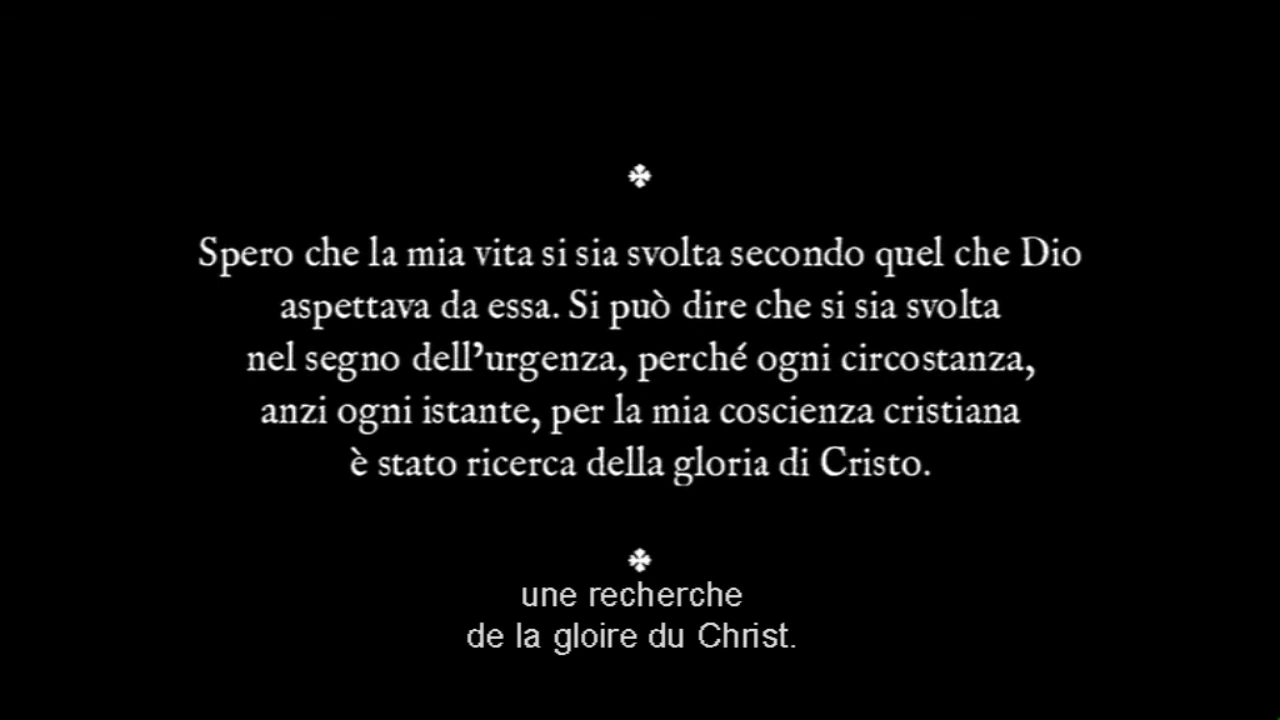 Spero che la mia vita si sia svolta secondo quel che Dio
aspettava da essa. Si può dire che si sia svolta
nel segno dell’urgenza, perché ogni circostanza,
anzi ogni istante, per la mia coscienza cristiana
è stato ricerca della gloria di Cristo.
une recherche
de la gloire du Christ.